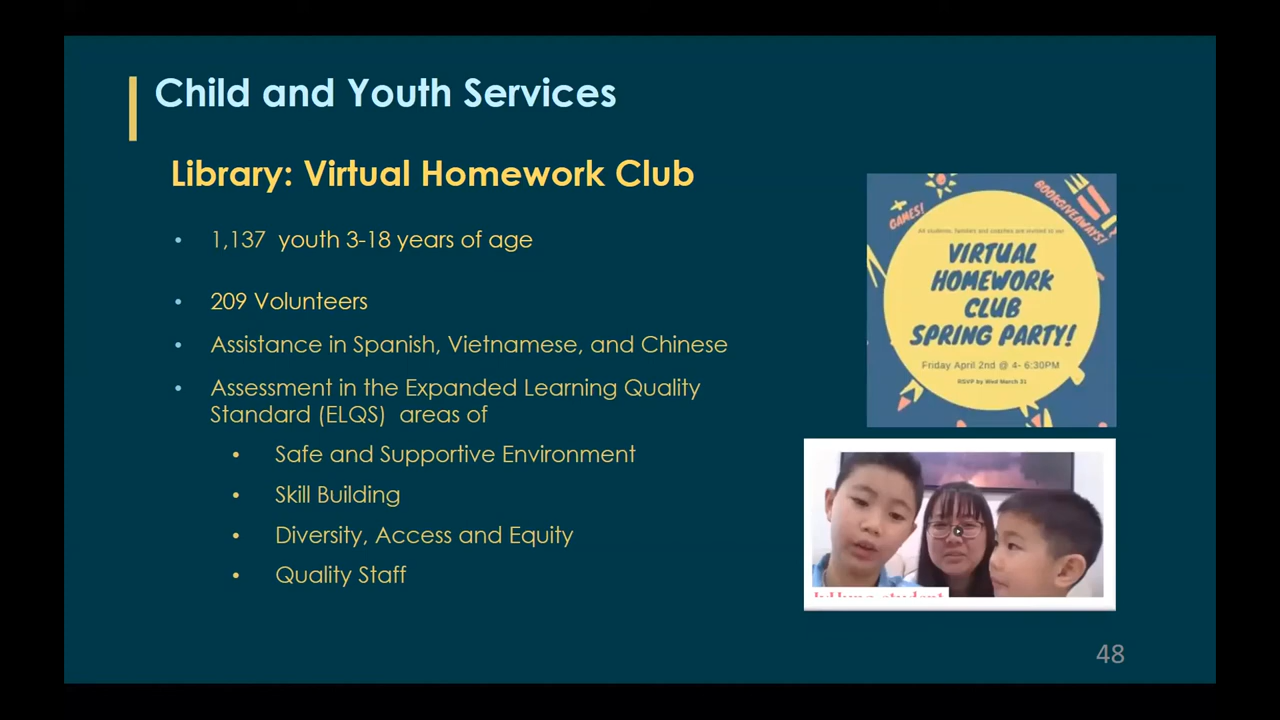 Child and Youth Services
Library: Virtual Homework Club
• 1,137 youth 3-18 years of age
• 209 Volunteers
• Assistance in Spanish, Vietnamese, and Chinese
• Assessment in the Expanded Learning Quality
Standard (ELQS) areas of
• Safe and Supportive Environment
• Skill Building
• Diversity, Access and Equity
• Quality Staff
GAMES!
BOOK GIVEAWAYS!
All students, families and coaches are invited to our
VIRTUAL
HOMEWORK
CLUB
SPRING PARTY!
Friday April 2nd @ 4- 6:30PM
RSVP by Wed March 31
student
48